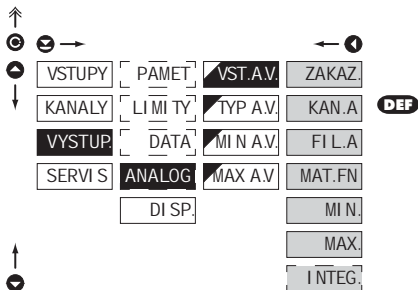 VSTUPY PAMET VST.A.V. ZAKAZ.
KANALY LIMITY TYP A.V. KAN.A DEF
VYSTUP. DATA MIN A.V. FIL.A
SERVIS ANALOG MAX A.V MAT.FN
DISP. MIN.
MAX.
INTEG.